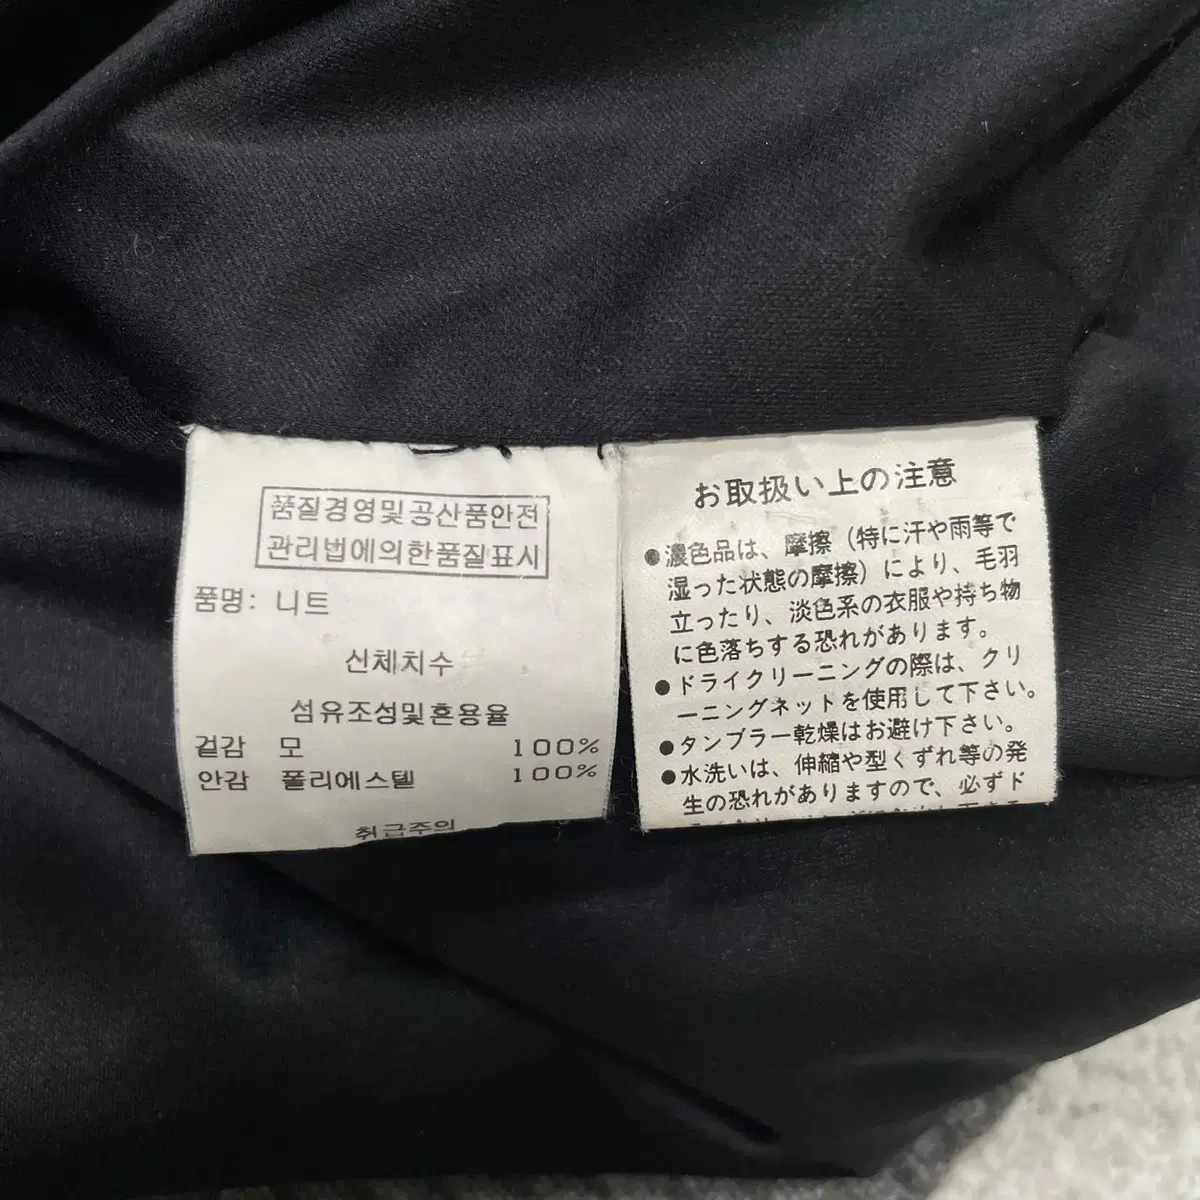 품질경영및공산품안전
관리법에의한품질표시
품명: 니트
신체치수
섬유조성및혼용율
겉감 모 100%
안감 폴리에스텔 100%
취급주의
お取扱い上の注意
●濃色品は、摩擦（特に汗や雨等で
湿った状態の摩擦）により、毛羽
立ったり、淡色系の衣服や持ち物
に色落ちする恐れがあります。
●ドライクリーニングの際は、クリ
ーニングネットを使用して下さい。
●タンブラー乾燥はお避け下さい。
●水洗いは、伸縮や型くずれ等の発
生の恐れがありますので、必ずド